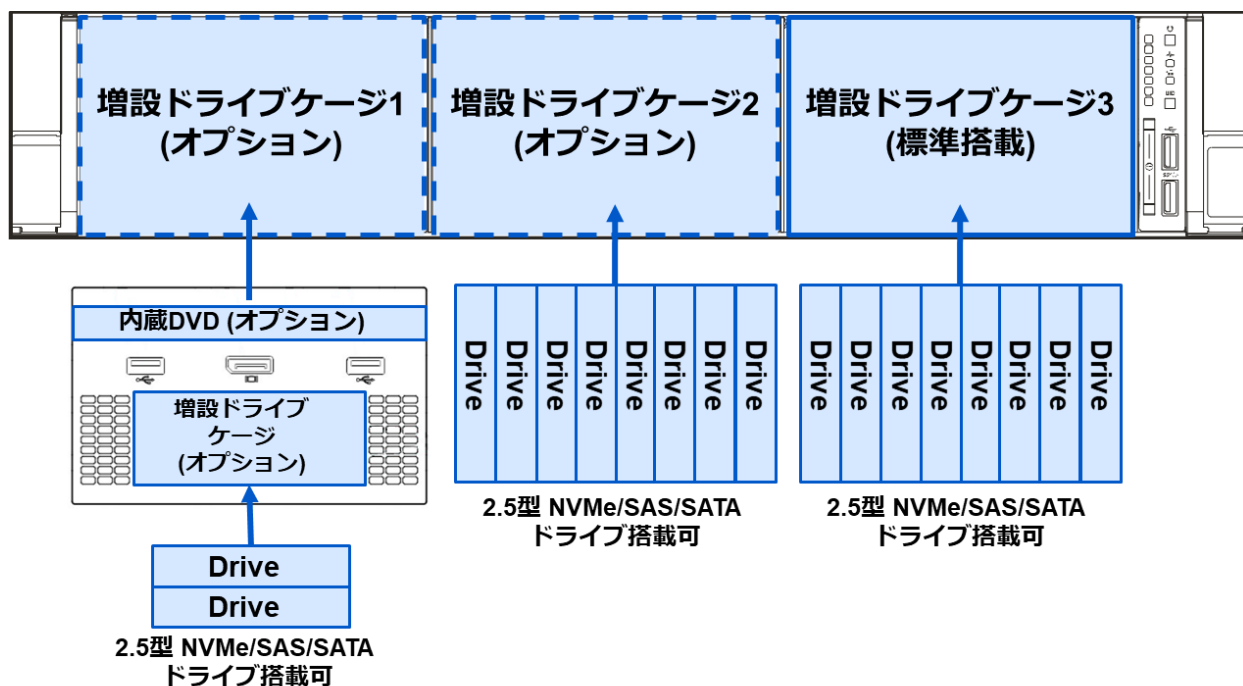 増設ドライブケージ1
(オプション)
増設ドライブケージ2
(オプション)
増設ドライブケージ3
(標準搭載)
内蔵DVD (オプション)
増設ドライブ
ケージ
(オプション)
Drive
Drive
2.5型 NVMe/SAS/SATA
ドライブ搭載可
Drive
Drive
Drive
Drive
Drive
Drive
Drive
Drive
2.5型 NVMe/SAS/SATA
ドライブ搭載可
Drive
Drive
Drive
Drive
Drive
Drive
Drive
Drive
2.5型 NVMe/SAS/SATA
ドライブ搭載可